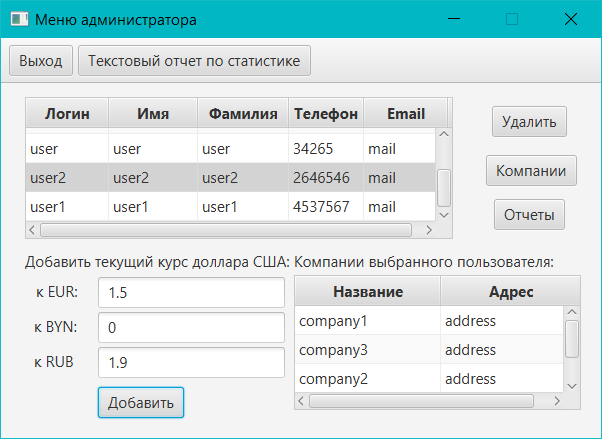 Меню администратора
Выход Текстовый отчет по статистике
Логин Имя Фамилия Телефон Email
user user user 34265 mail
user2 user2 user2 2646546 mail
user1 user1 user1 4537567 mail
Удалить
Компании
Отчеты
Добавить текущий курс доллара США: Компании выбранного пользователя:
к EUR: 1.5
к BYN: 0
к RUB 1.9
Добавить
Название Адрес
company1 address
company3 address
company2 address